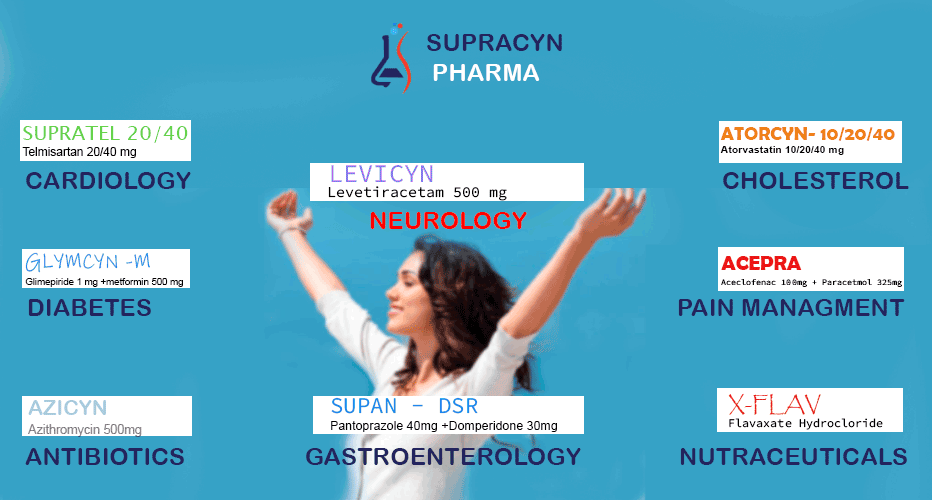 SUPRACYN
PHARMA
SUPRATEL 20/40
Telmisartan 20/40 mg
CARDIOLOGY
LEVICYN
Levetiracetam 500 mg
NEUROLOGY
ATORCYN- 10/20/40
Atorvastatin 10/20/40 mg
CHOLESTEROL
GLYMCYN -M
Glimepiride 1 mg +metformin 500 mg
DIABETES
ACEPRA
Aceclofenac 100mg + Paracetmol 325mg
PAIN MANAGMENT
AZICYN
Azithromycin 500mg
ANTIBIOTICS
SUPAN - DSR
Pantoprazole 40mg +Domperidone 30mg
GASTROENTEROLOGY
X-FLAV
Flavaxate Hydrocloride
NUTRACEUTICALS